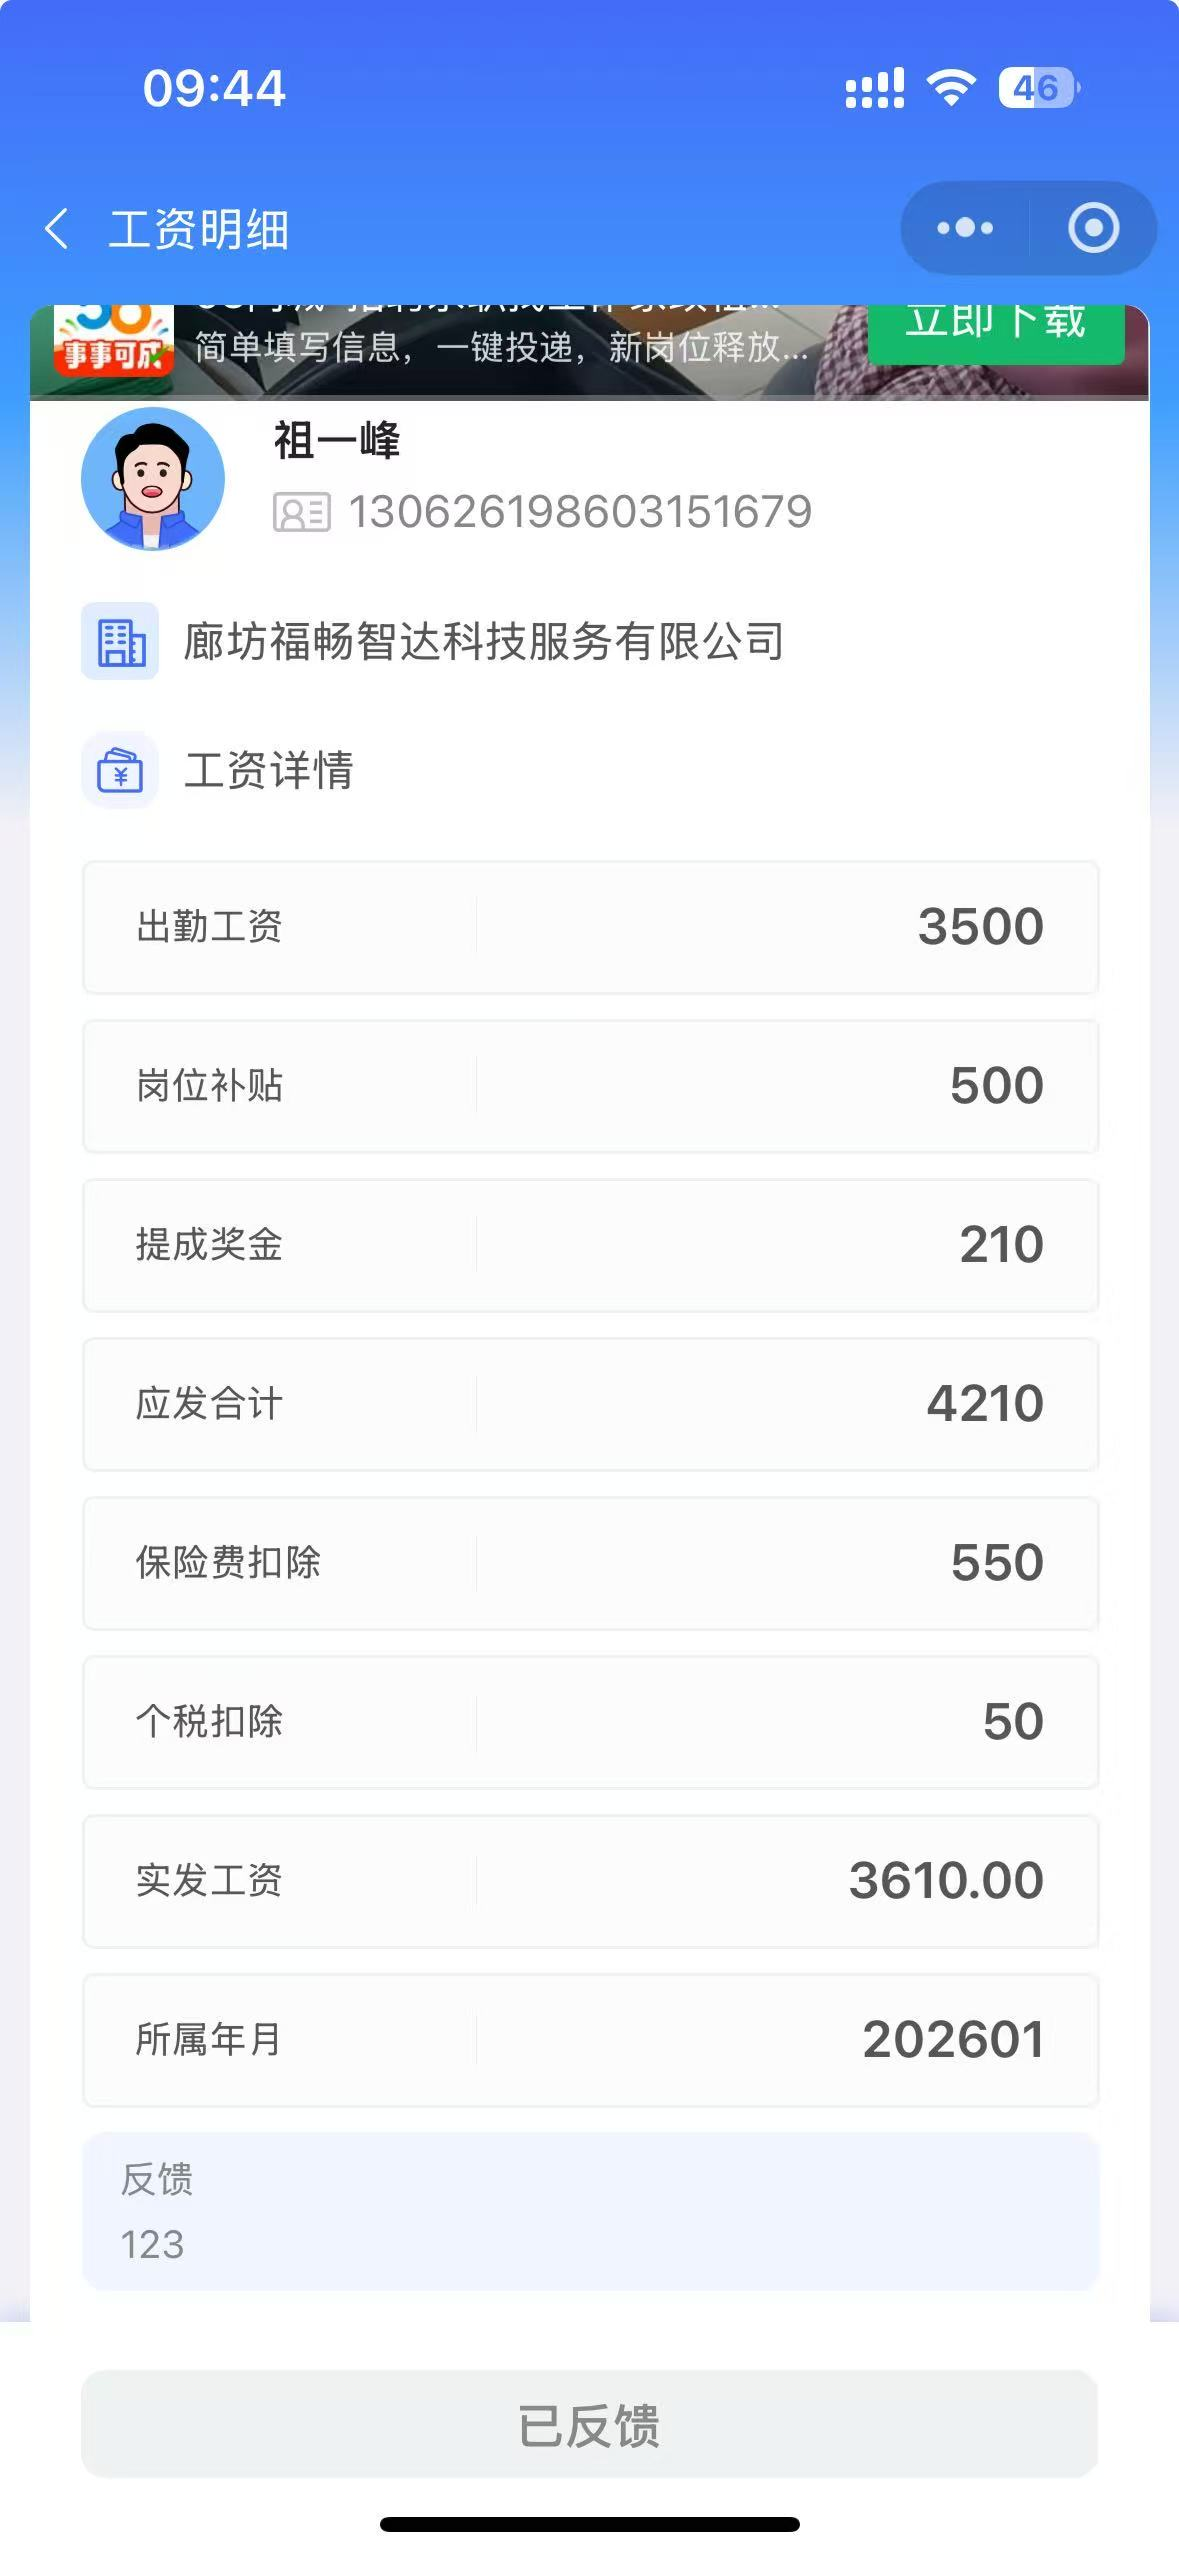 09:44
46
工资明细
事事可成
简单填写信息，一键投递，新岗位释放...
立即下载
祖一峰
130626198603151679
廊坊福畅智达科技服务有限公司
工资详情
出勤工资 3500
岗位补贴 500
提成奖金 210
应发合计 4210
保险费扣除 550
个税扣除 50
实发工资 3610.00
所属年月 202601
反馈
123
已反馈